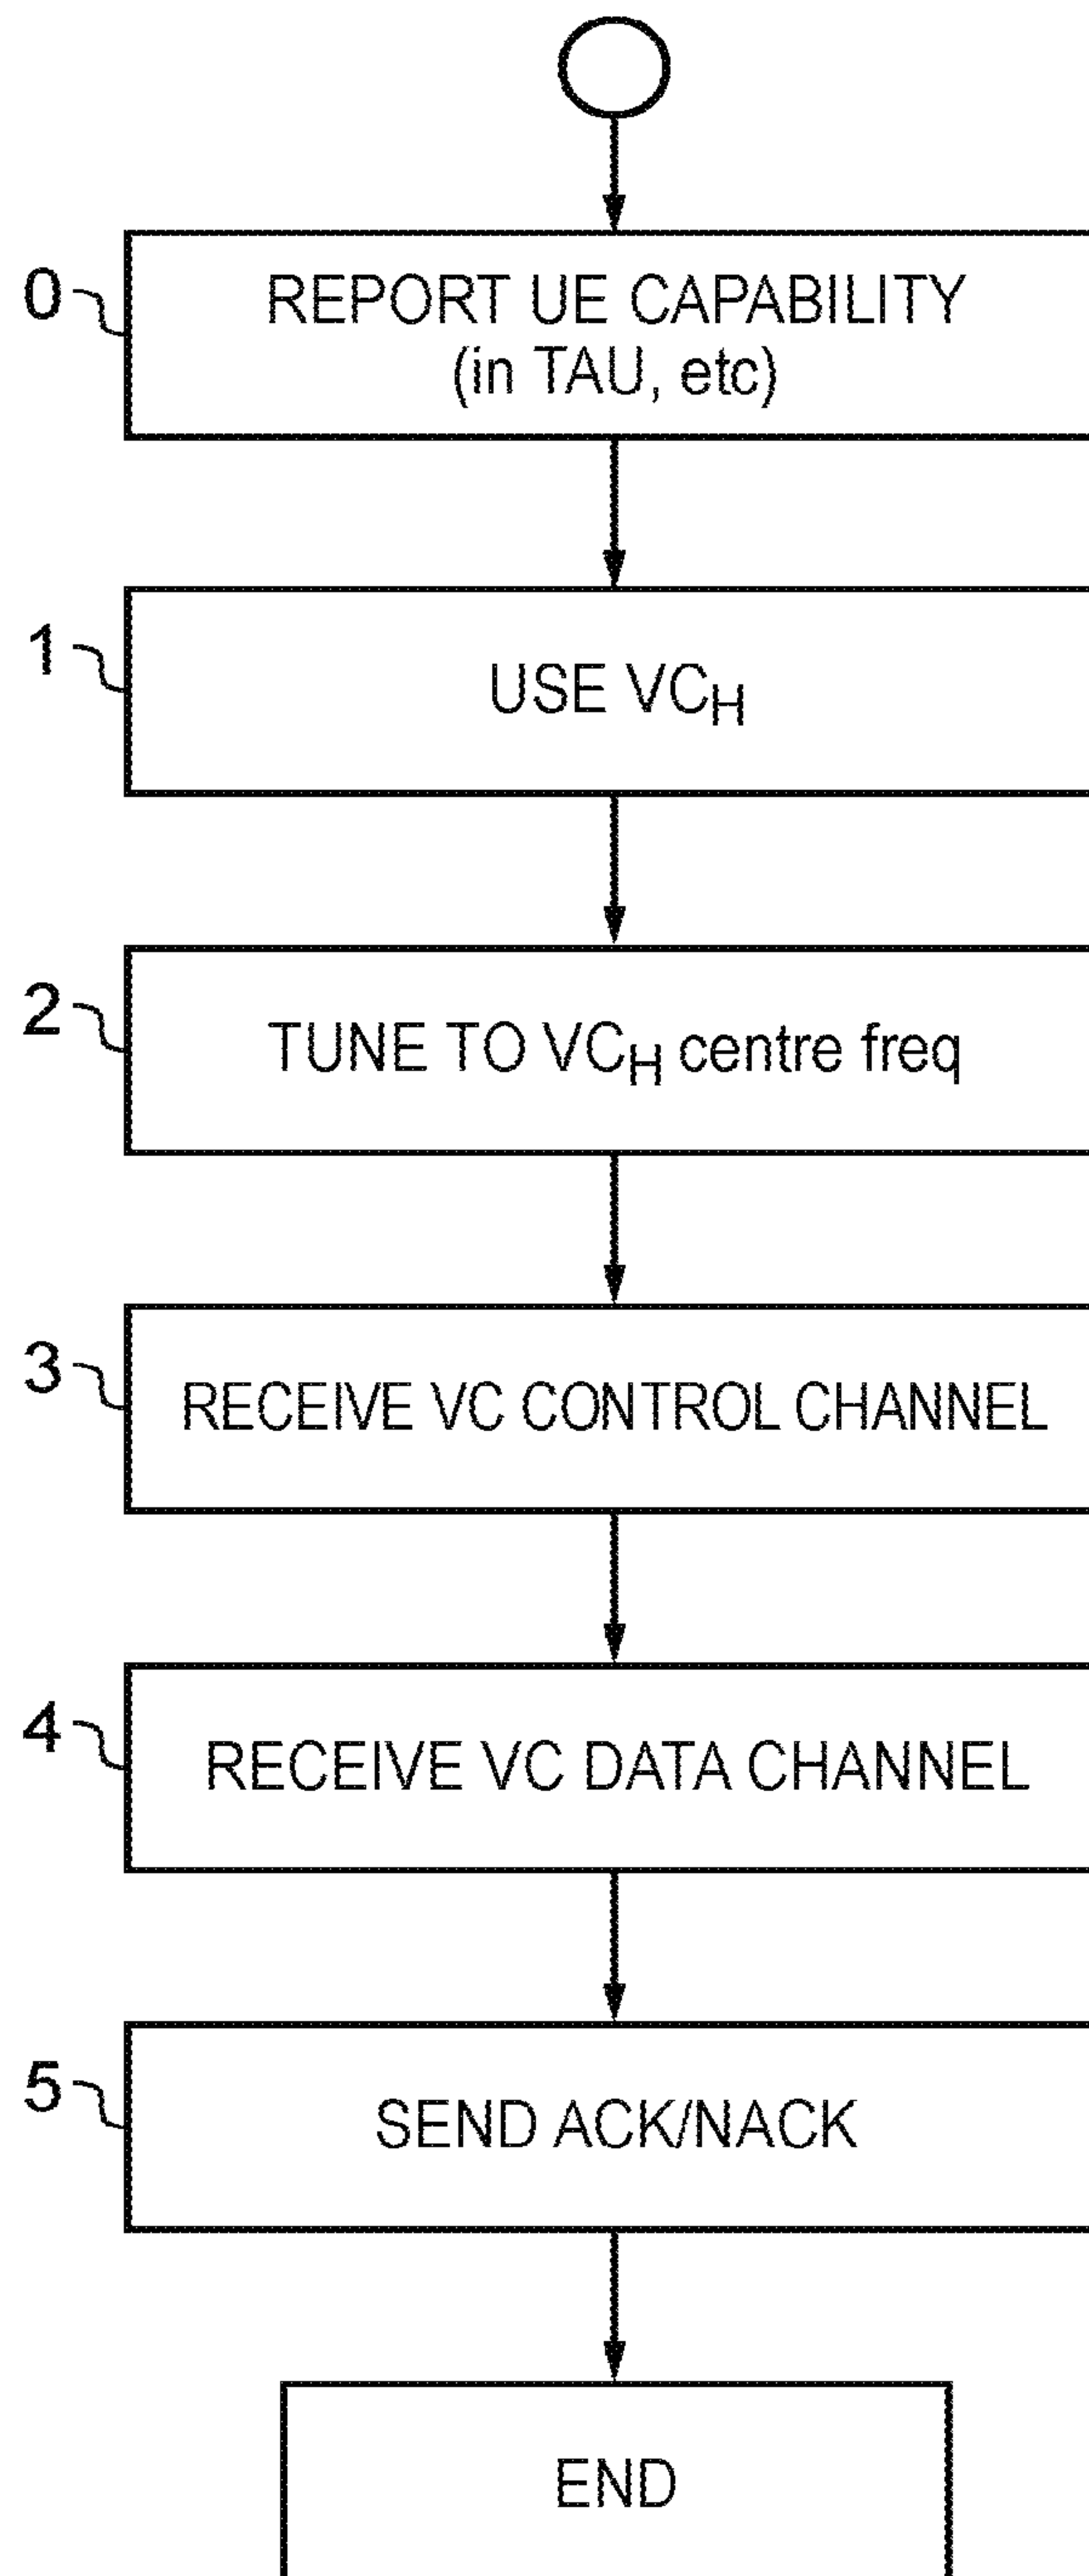 0
REPORT UE CAPABILITY
(in TAU, etc)
1
USE VCH
2
TUNE TO VCH centre freq
3
RECEIVE VC CONTROL CHANNEL
4
RECEIVE VC DATA CHANNEL
5
SEND ACK/NACK
END